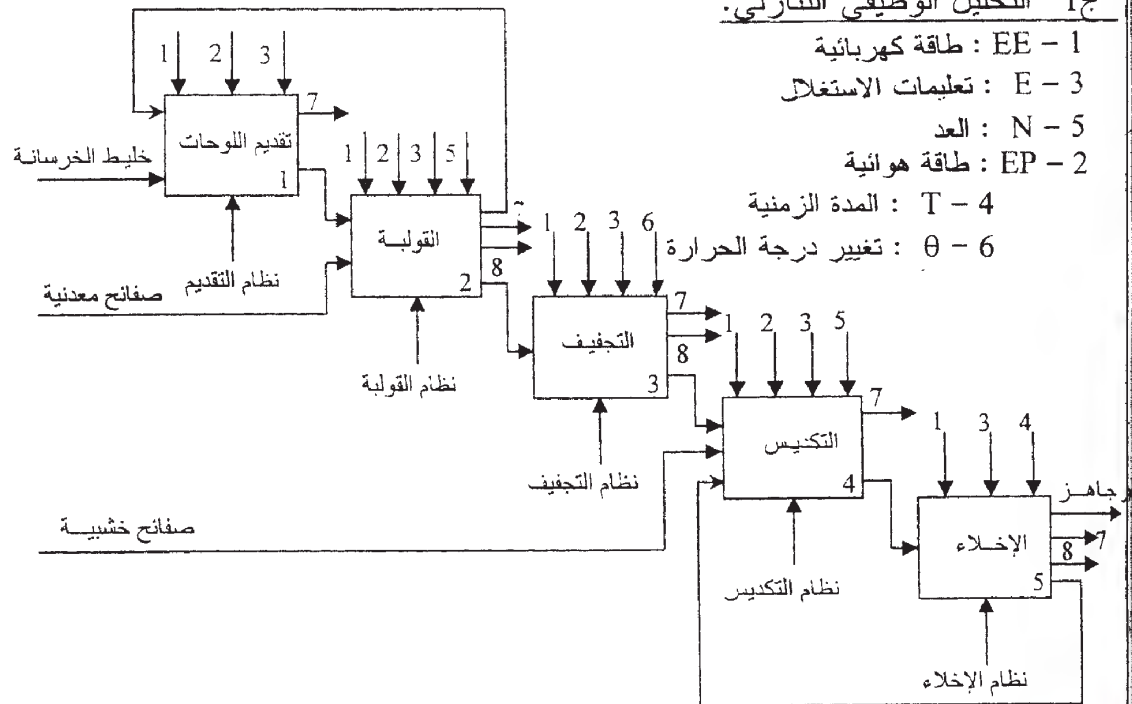 ج1 التحليل الوظيفي التنازلي:
EE – 1 : طاقة كهربائية
E – 3 : تعليمات الاستغلال
N – 5 : العد
EP – 2 : طاقة هوائية
T – 4 : المدة الزمنية
θ – 6 : تغيير درجة الحرارة
1 2 3
7
تقديم اللوحات
1
خليط الخرسانة
نظام التقديم
1 2 3 5
القولبة
2
8
صفائح معدنية
نظام القولبة
1 2 3 6
7
التجفيف
8
3
نظام التجفيف
1 2 3 5
7
التكديس
4
صفائح خشبية
نظام التكديس
1 3 4
جاهز
الإخلاء
7
8
5
نظام الإخلاء